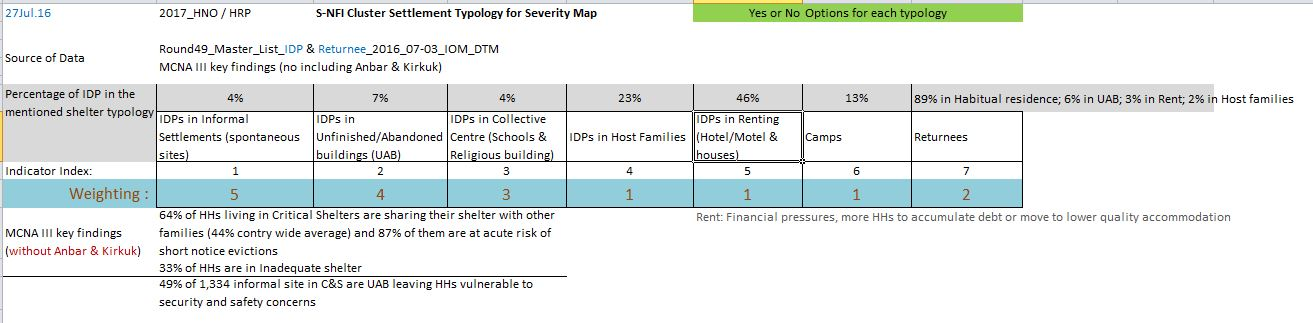 27Jul.16 2017_HNO / HRP S-NFI Cluster Settlement Typology for Severity Map Yes or No Options for each typology
Source of Data
Round49_Master_List_IDP & Returnee_2016_07-03_IOM_DTM
MCNA III key findings (no including Anbar & Kirkuk)
Percentage of IDP in the
mentioned shelter typology
4% 7% 4% 23% 46% 13% 89% in Habitual residence; 6% in UAB; 3% in Rent; 2% in Host families
IDPs in Informal
Settlements (spontaneous
sites)
IDPs in
Unfinished/Abandoned
buildings (UAB)
IDPs in Collective
Centre (Schools &
Religious building)
IDPs in Host Families
IDPs in Renting
(Hotel/Motel &
houses)
Camps
Returnees
Indicator Index: 1 2 3 4 5 6 7
Weighting : 5 4 3 1 1 1 2
MCNA III key findings
(without Anbar & Kirkuk)
64% of HHs living in Critical Shelters are sharing their shelter with other
families (44% contry wide average) and 87% of them are at acute risk of
short notice evictions
33% of HHs are in Inadequate shelter
49% of 1,334 informal site in C&S are UAB leaving HHs vulnerable to
security and safety concerns
Rent: Financial pressures, more HHs to accumulate debt or move to lower quality accommodation